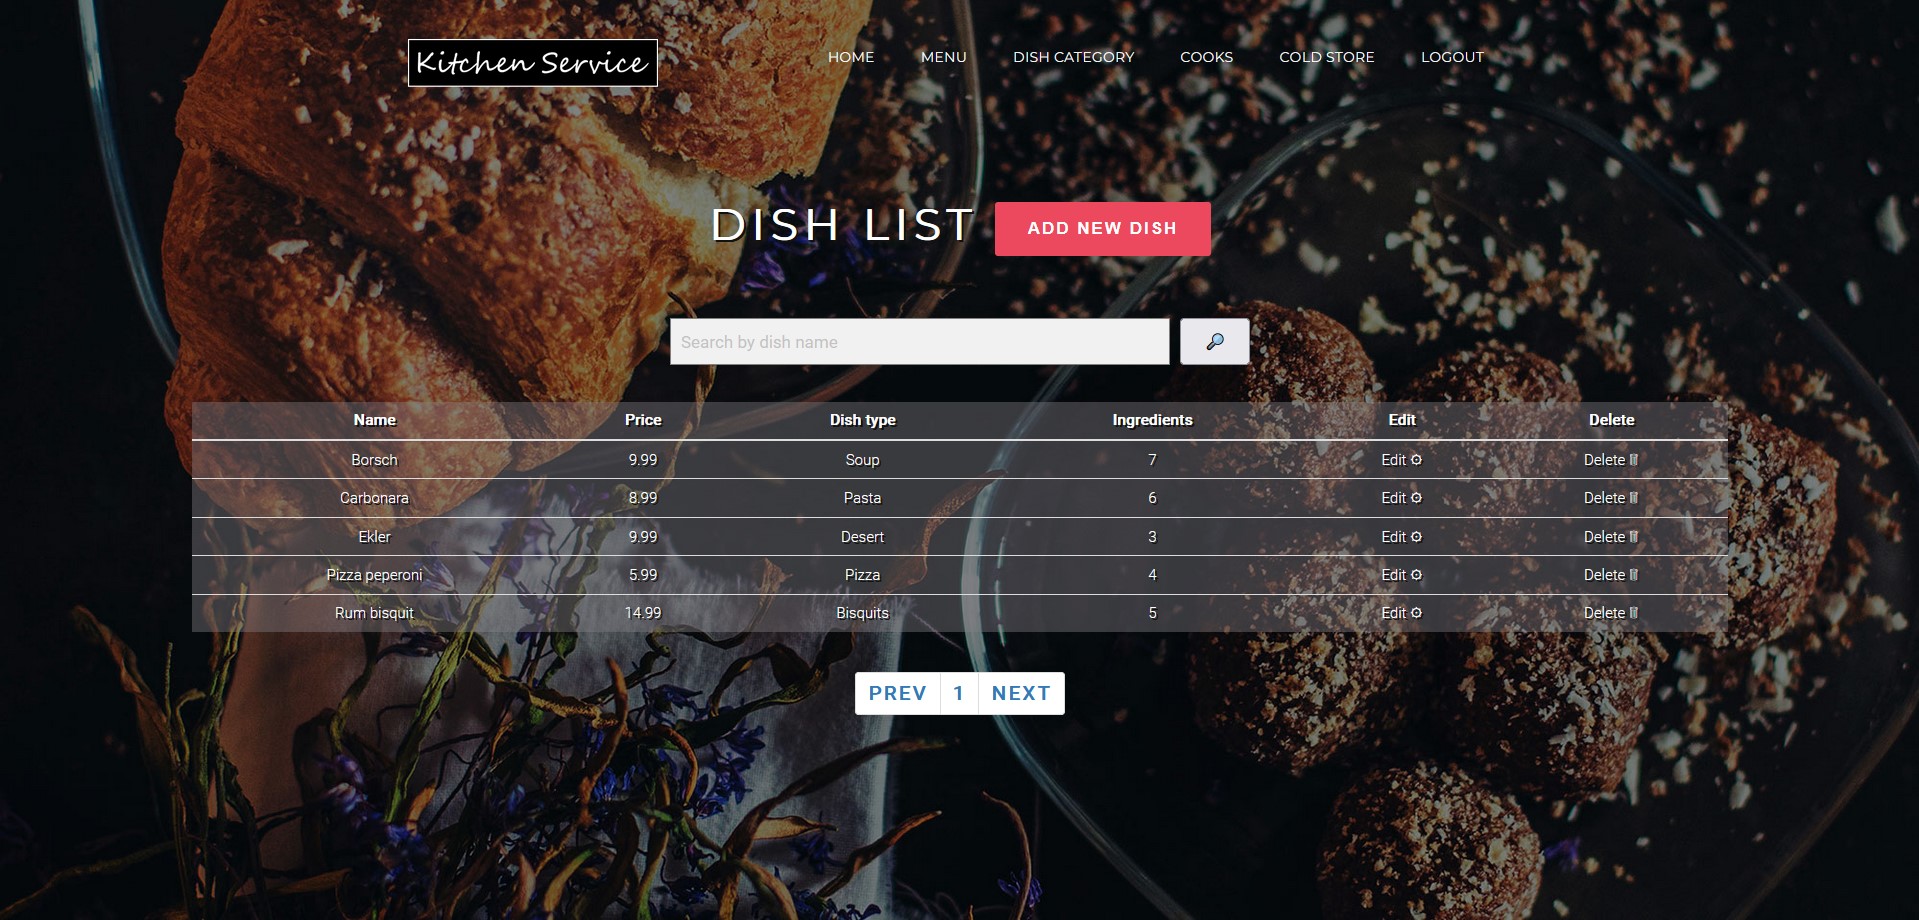 Kitchen Service
HOME MENU DISH CATEGORY COOKS COLD STORE LOGOUT
DISH LIST ADD NEW DISH
Search by dish name
Name Price Dish type Ingredients Edit Delete
Borsch 9.99 Soup 7 Edit Delete
Carbonara 8.99 Pasta 6 Edit Delete
Ekler 9.99 Desert 3 Edit Delete
Pizza peperoni 5.99 Pizza 4 Edit Delete
Rum bisquit 14.99 Bisquits 5 Edit Delete
PREV 1 NEXT